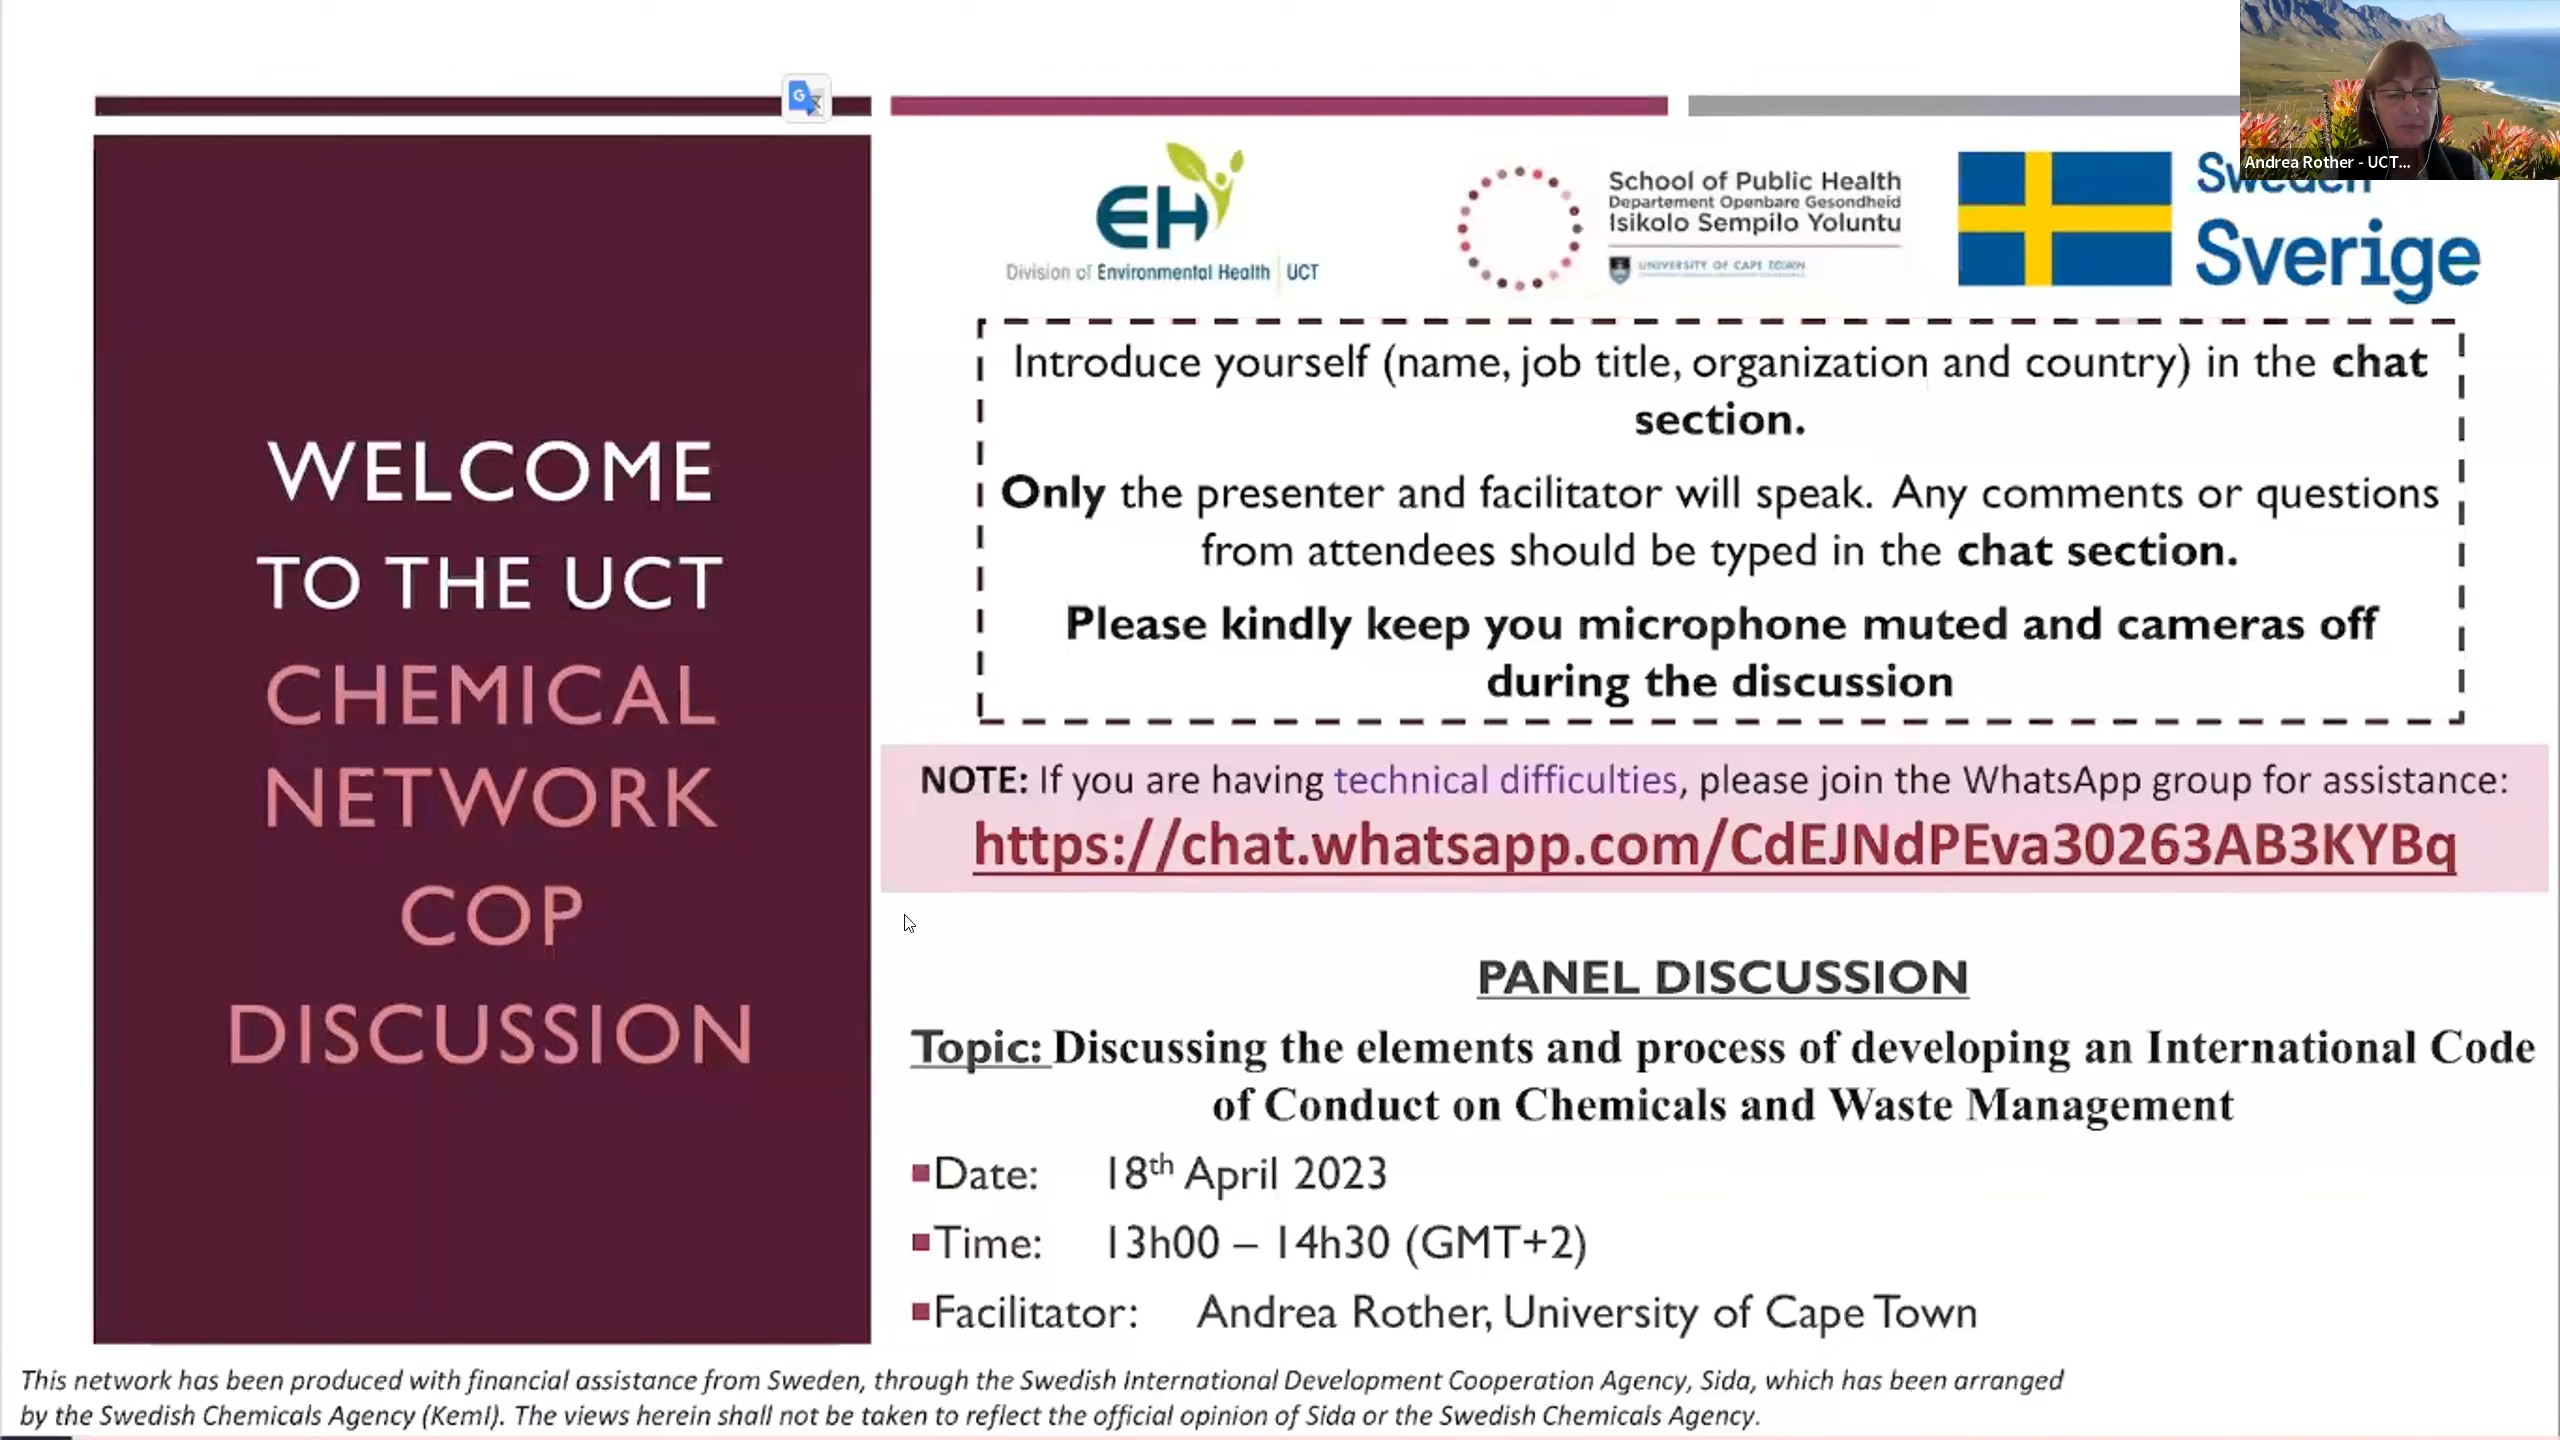 WELCOME
TO THE UCT
CHEMICAL
NETWORK
COP
DISCUSSION
EH
Division of Environmental Health | UCT
School of Public Health
Departement Openbare Gesondheid
Isikolo Sempilo Yoluntu
UNIVERSITY OF CAPE TOWN
Sweden
Sverige
Andrea Rother - UCT...
Introduce yourself (name, job title, organization and country) in the chat
section.
Only the presenter and facilitator will speak. Any comments or questions
from attendees should be typed in the chat section.
Please kindly keep you microphone muted and cameras off
during the discussion
NOTE: If you are having technical difficulties, please join the WhatsApp group for assistance:
https://chat.whatsapp.com/CdEJNdPEva30263AB3KYBq
PANEL DISCUSSION
Topic: Discussing the elements and process of developing an International Code
of Conduct on Chemicals and Waste Management
Date: 18th April 2023
Time: 13h00 – 14h30 (GMT+2)
Facilitator: Andrea Rother, University of Cape Town
This network has been produced with financial assistance from Sweden, through the Swedish International Development Cooperation Agency, Sida, which has been arranged
by the Swedish Chemicals Agency (KemI). The views herein shall not be taken to reflect the official opinion of Sida or the Swedish Chemicals Agency.